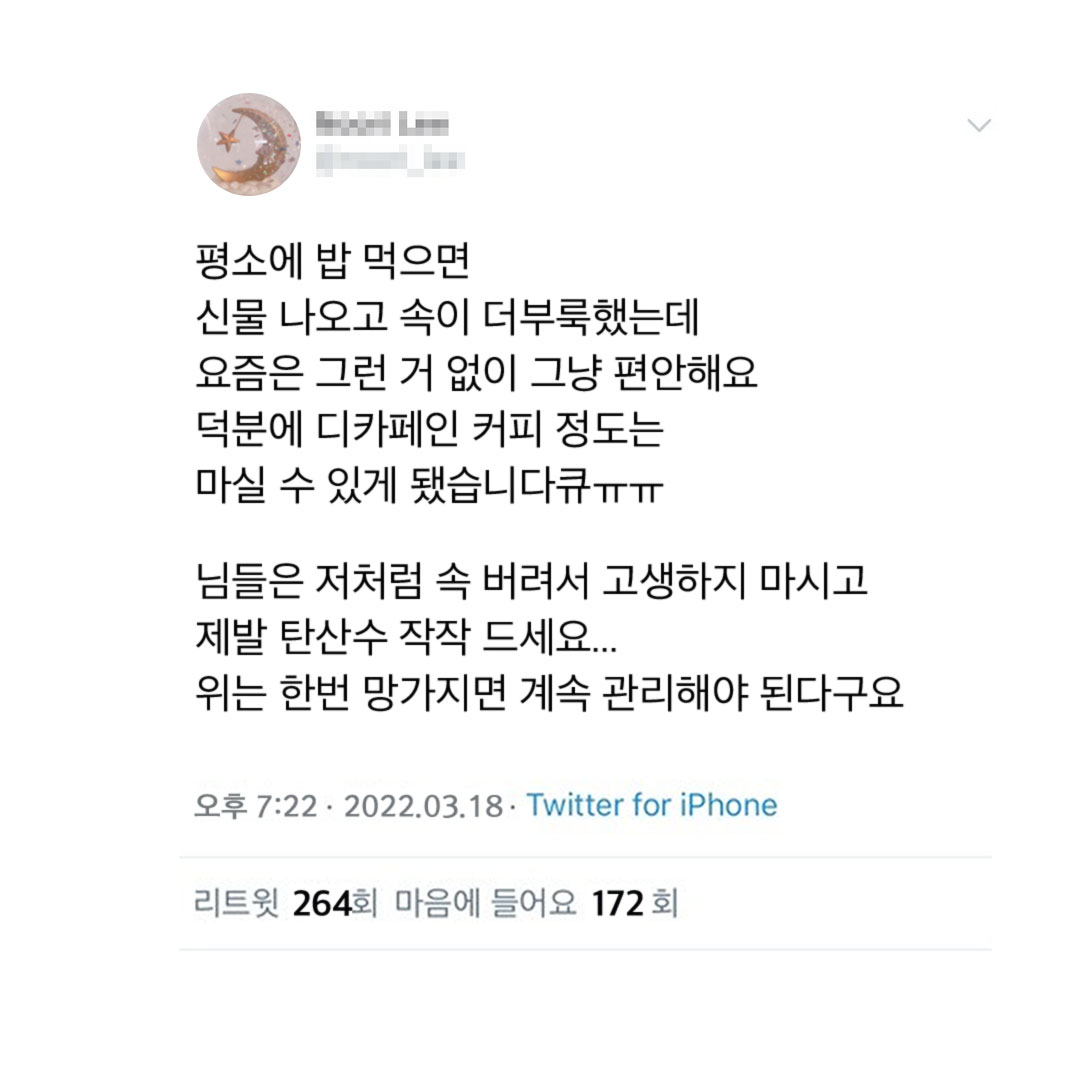 평소에 밥 먹으면
신물 나오고 속이 더부룩했는데
요즘은 그런 거 없이 그냥 편안해요
덕분에 디카페인 커피 정도는
마실 수 있게 됐습니다큐ㅠㅠ
님들은 저처럼 속 버려서 고생하지 마시고
제발 탄산수 작작 드세요...
위는 한번 망가지면 계속 관리해야 된다구요
오후 7:22 · 2022.03.18 · Twitter for iPhone
리트윗 264회 마음에 들어요 172 회